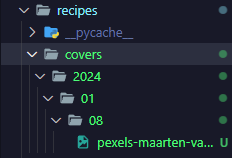 recipes
__pycache__
covers
2024
01
08
pexels-maarten-va... U